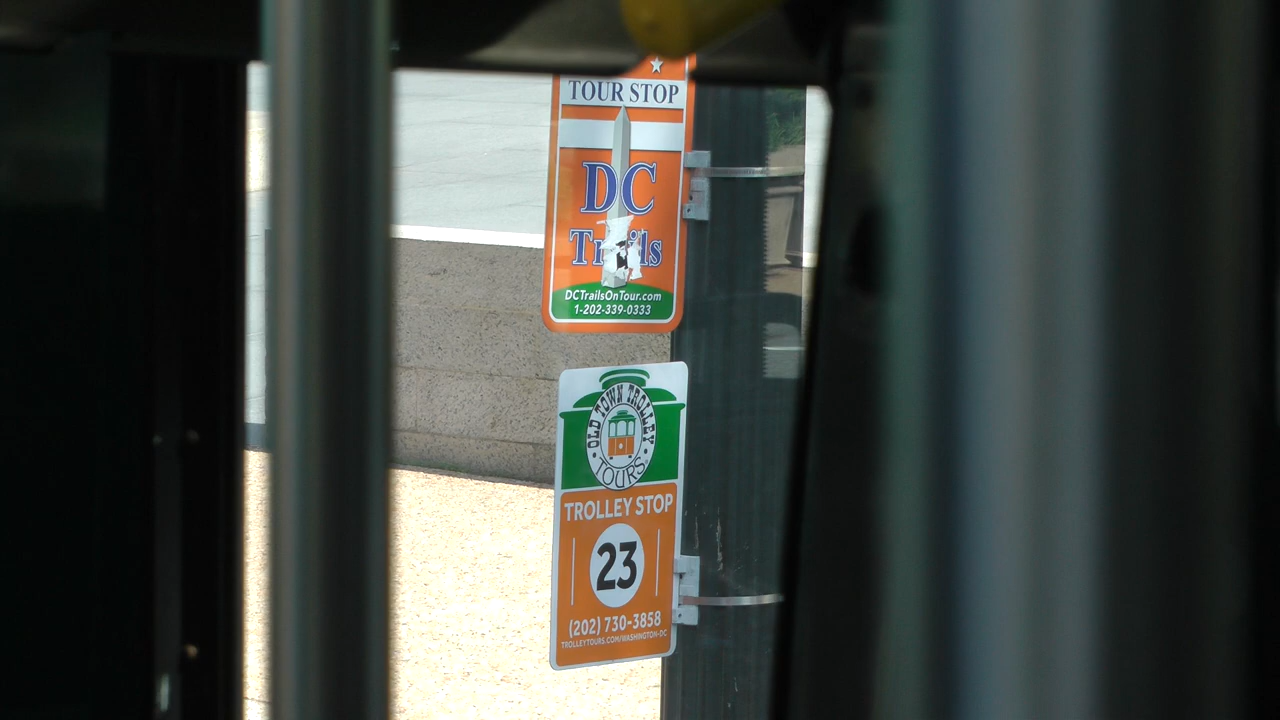 TOUR STOP
DC
Trails
DCTrailsOnTour.com
1-202-339-0333
OLD TOWN TROLLEY
TOURS
TROLLEY STOP
23
(202) 730-3858
TROLLEYTOURS.COM/WASHINGTON-DC